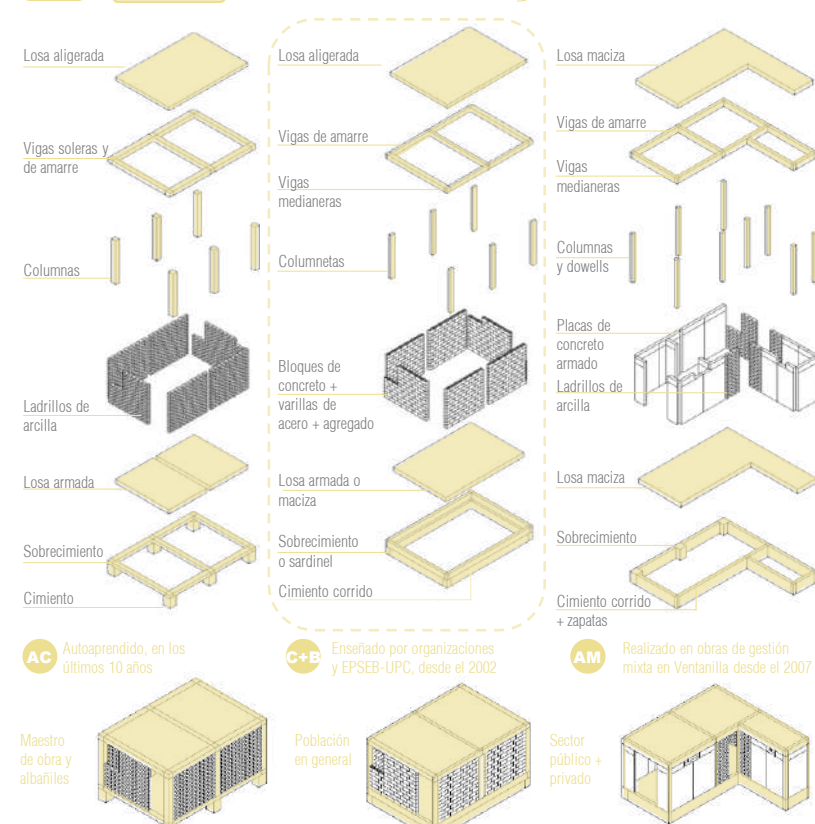 Losa aligerada
Vigas soleras y
de amarre
Columnas
Ladrillos de
arcilla
Losa armada
Sobrecimiento
Cimiento
AC
Autoaprendido, en los
últimos 10 años
Maestro
de obra y
albañiles
Losa aligerada
Vigas de amarre
Vigas
medianeras
Columnetas
Bloques de
concreto +
varillas de
acero + agregado
Losa armada o
maciza
Sobrecimiento
o sardinel
Cimiento corrido
C+B
Enseñado por organizaciones
y EPSEB-UPC, desde el 2002
Población
en general
Losa maciza
Vigas de amarre
Vigas
medianeras
Columnas
y dowells
Placas de
concreto
armado
Ladrillos de
arcilla
Losa maciza
Sobrecimiento
Cimiento corrido
+ zapatas
AM
Realizado en obras de gestión
mixta en Ventanilla desde el 2007
Sector
público +
privado